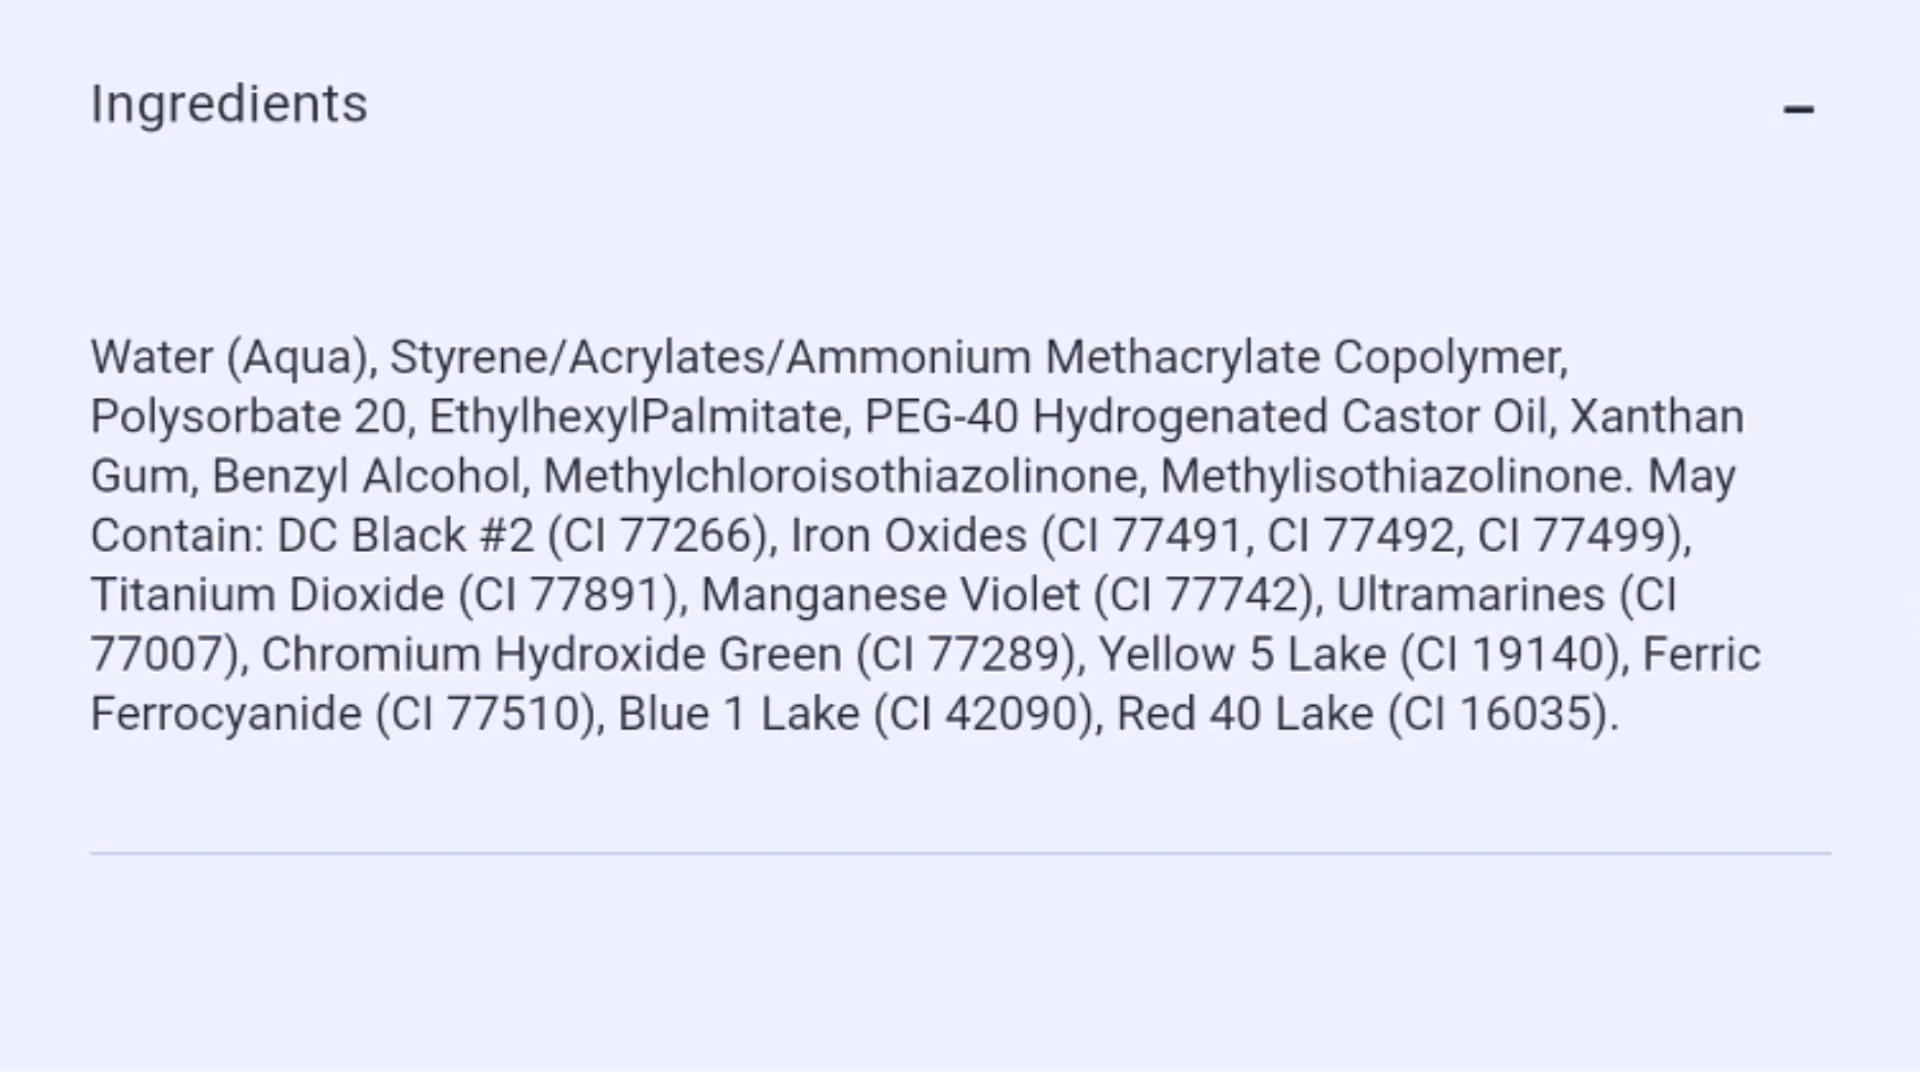 Ingredients
Water (Aqua), Styrene/Acrylates/Ammonium Methacrylate Copolymer,
Polysorbate 20, EthylhexylPalmitate, PEG-40 Hydrogenated Castor Oil, Xanthan
Gum, Benzyl Alcohol, Methylchloroisothiazolinone, Methylisothiazolinone. May
Contain: DC Black #2 (CI 77266), Iron Oxides (CI 77491, CI 77492, CI 77499),
Titanium Dioxide (CI 77891), Manganese Violet (CI 77742), Ultramarines (CI
77007), Chromium Hydroxide Green (CI 77289), Yellow 5 Lake (CI 19140), Ferric
Ferrocyanide (CI 77510), Blue 1 Lake (CI 42090), Red 40 Lake (CI 16035).